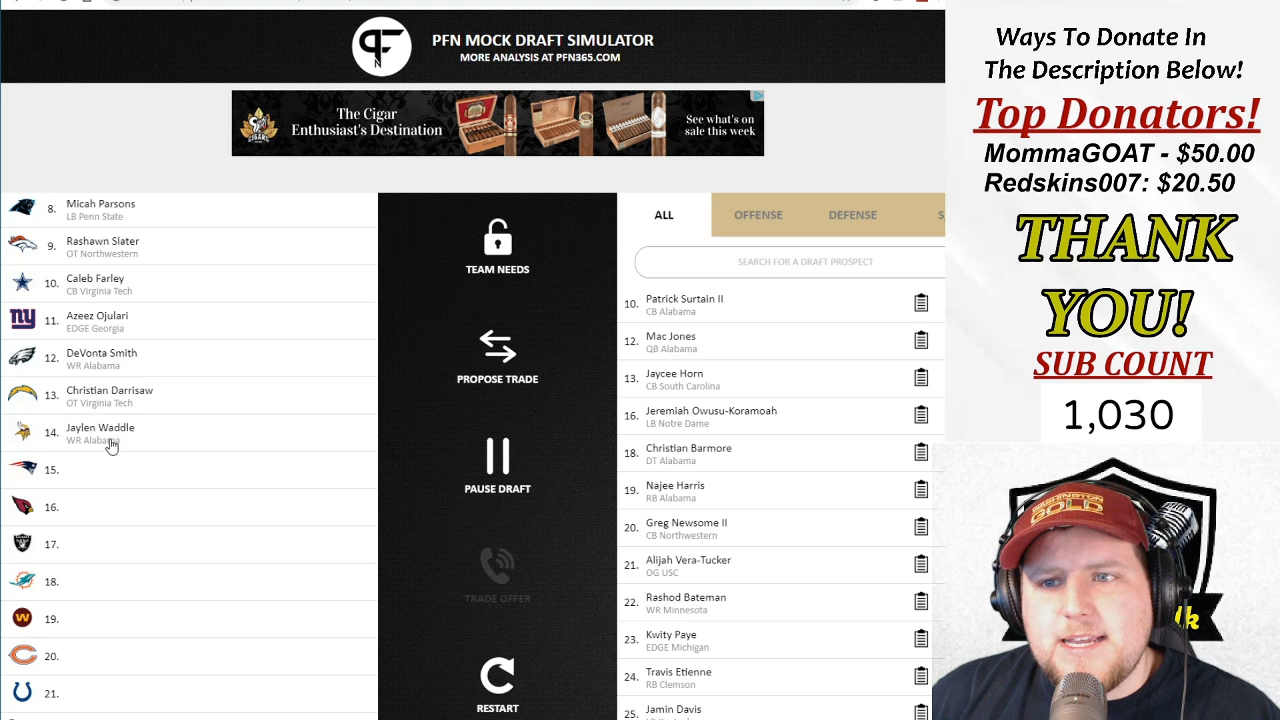 PFN MOCK DRAFT SIMULATOR
MORE ANALYSIS AT PFN365.COM
The Cigar
Enthusiast's Destination
See what's on
sale this week
8. Micah Parsons
LB Penn State
9. Rashawn Slater
OT Northwestern
10. Caleb Farley
CB Virginia Tech
11. Azeez Ojulari
EDGE Georgia
12. DeVonta Smith
WR Alabama
13. Christian Darrisaw
OT Virginia Tech
14. Jaylen Waddle
WR Alabama
15.
16.
17.
18.
19.
20.
21.
TEAM NEEDS
PROPOSE TRADE
PAUSE DRAFT
TRADE OFFER
RESTART
ALL
OFFENSE
DEFENSE
S
SEARCH FOR A DRAFT PROSPECT
10. Patrick Surtain II
CB Alabama
12. Mac Jones
QB Alabama
13. Jaycee Horn
CB South Carolina
16. Jeremiah Owusu-Koramoah
LB Notre Dame
18. Christian Barmore
DT Alabama
19. Najee Harris
RB Alabama
20. Greg Newsome II
CB Northwestern
21. Alijah Vera-Tucker
OG USC
22. Rashod Bateman
WR Minnesota
23. Kwity Paye
EDGE Michigan
24. Travis Etienne
RB Clemson
25. Jamin Davis
Ways To Donate In
The Description Below!
Top Donators!
MommaGOAT - $50.00
Redskins007: $20.50
THANK
YOU!
SUB COUNT
1,030
WASHINGTON
GOLD
lk